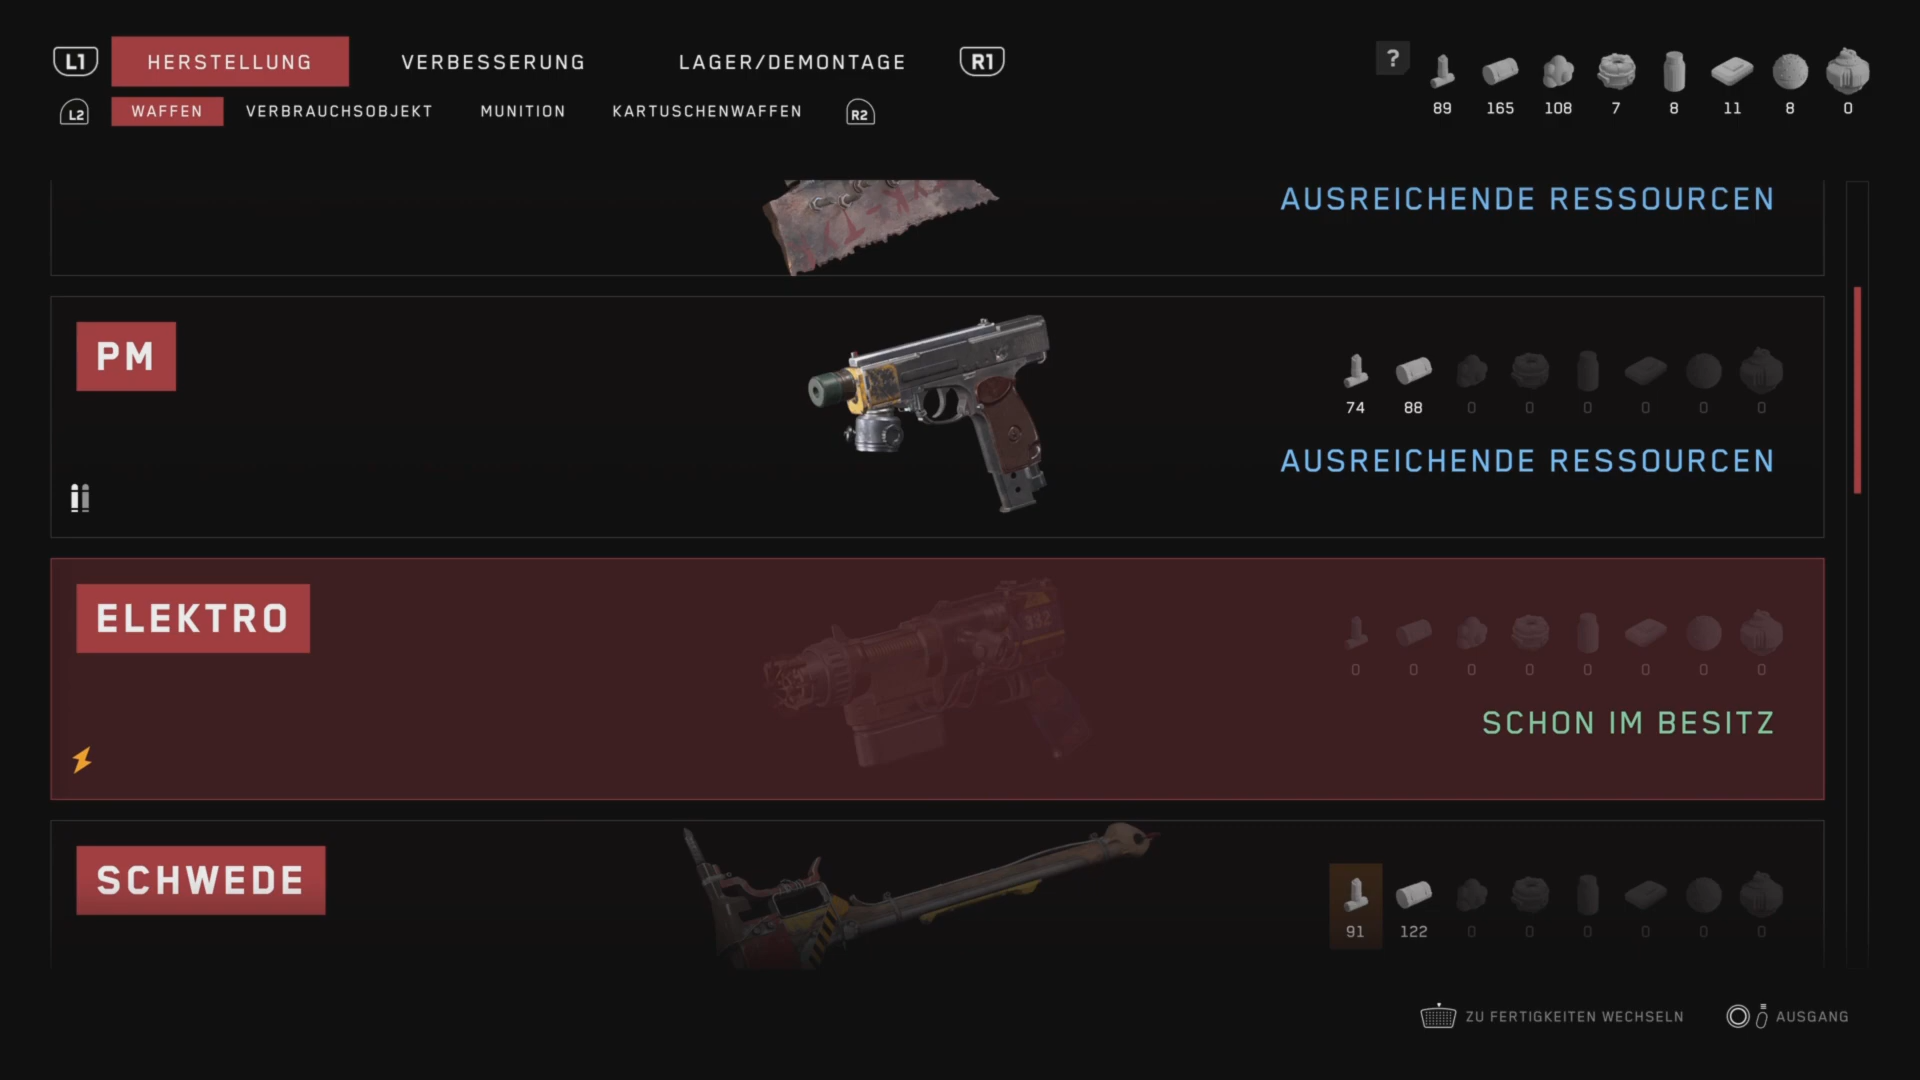 L1 HERSTELLUNG VERBESSERUNG LAGER/DEMONTAGE R1
L2 WAFFEN VERBRAUCHSOBJEKT MUNITION KARTUSCHENWAFFEN R2
?
89 165 108 7 8 11 8 0
AUSREICHENDE RESSOURCEN
PM
74 88 0 0 0 0 0 0
AUSREICHENDE RESSOURCEN
ELEKTRO
332
0 0 0 0 0 0 0 0
SCHON IM BESITZ
SCHWEDE
91 122 0 0 0 0 0 0
ZU FERTIGKEITEN WECHSELN AUSGANG